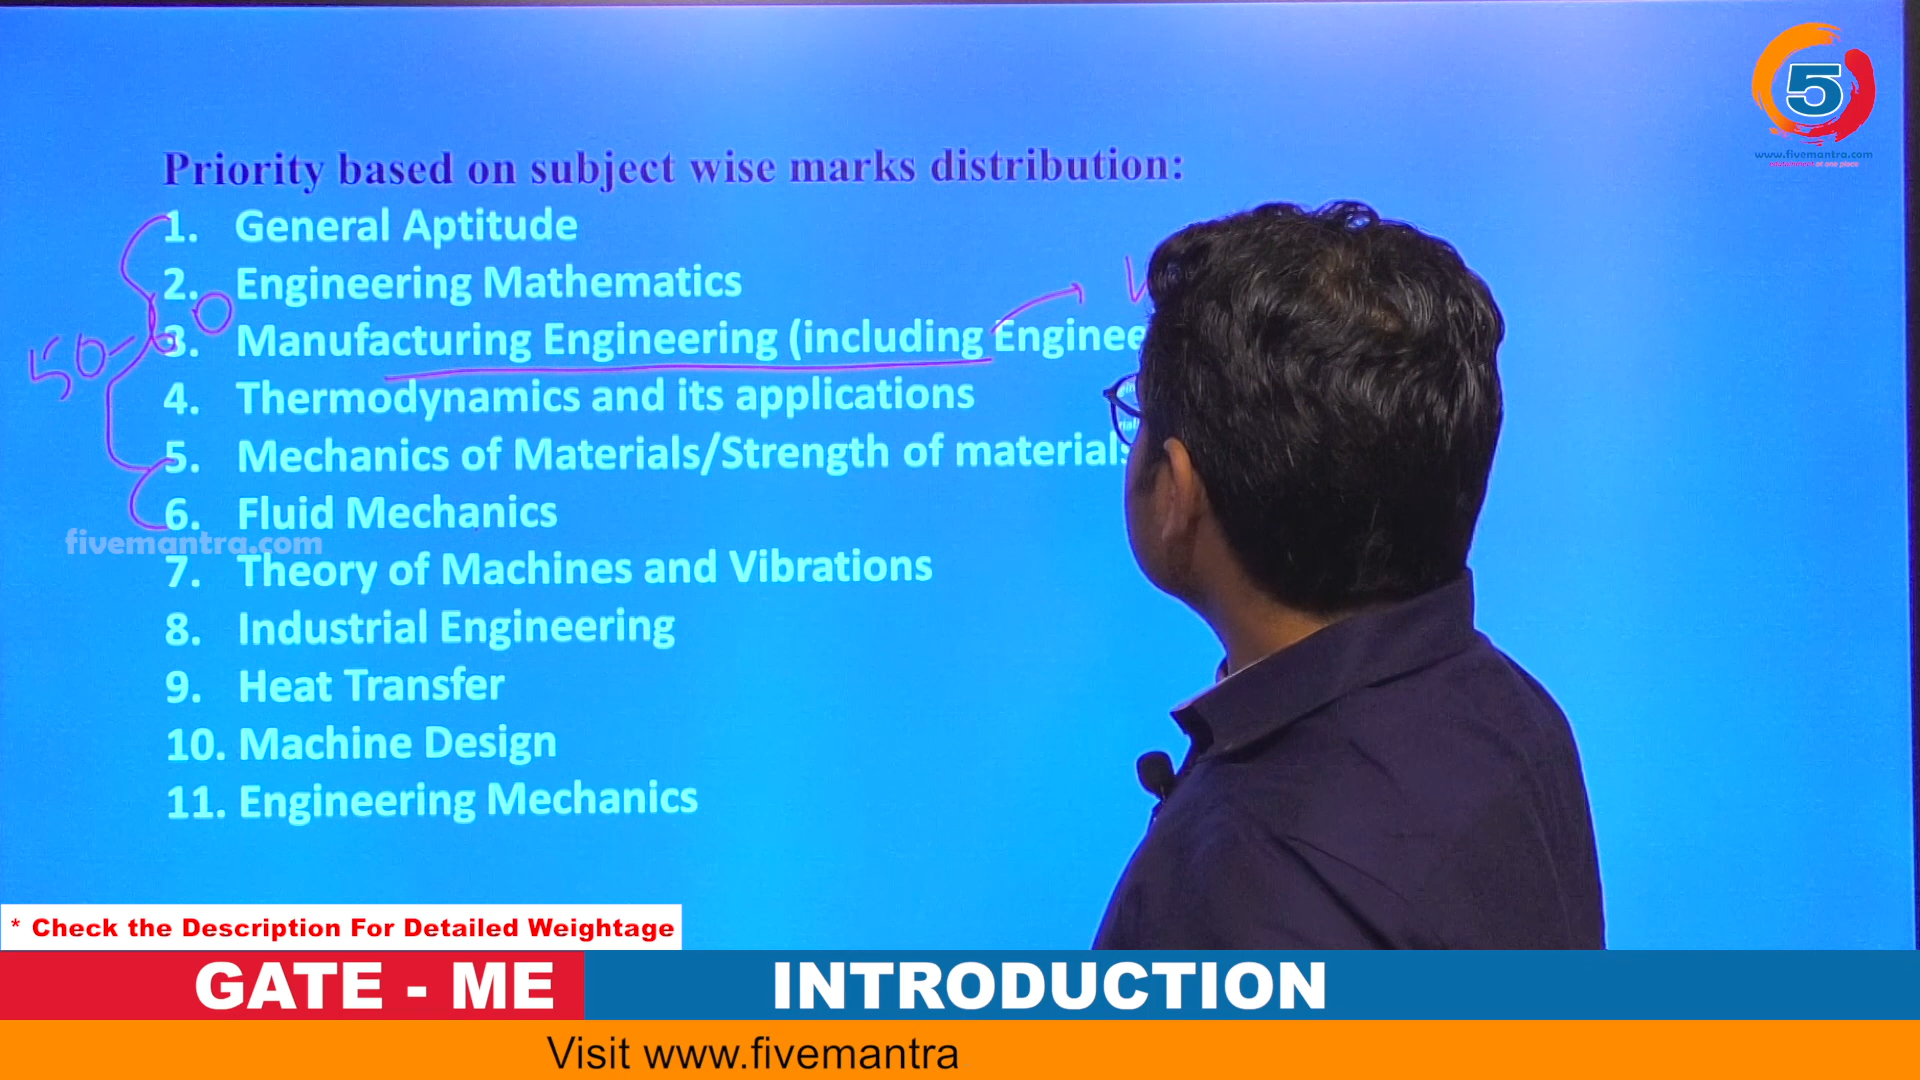 5
www.fivemantra.com
Priority based on subject wise marks distribution:
1. General Aptitude
2. Engineering Mathematics
3. Manufacturing Engineering (including Enginee
4. Thermodynamics and its applications
5. Mechanics of Materials/Strength of materials
6. Fluid Mechanics
7. Theory of Machines and Vibrations
8. Industrial Engineering
9. Heat Transfer
10. Machine Design
11. Engineering Mechanics
50-60
fivemantra.com
* Check the Description For Detailed Weightage
GATE - ME
INTRODUCTION
Visit www.fivemantra